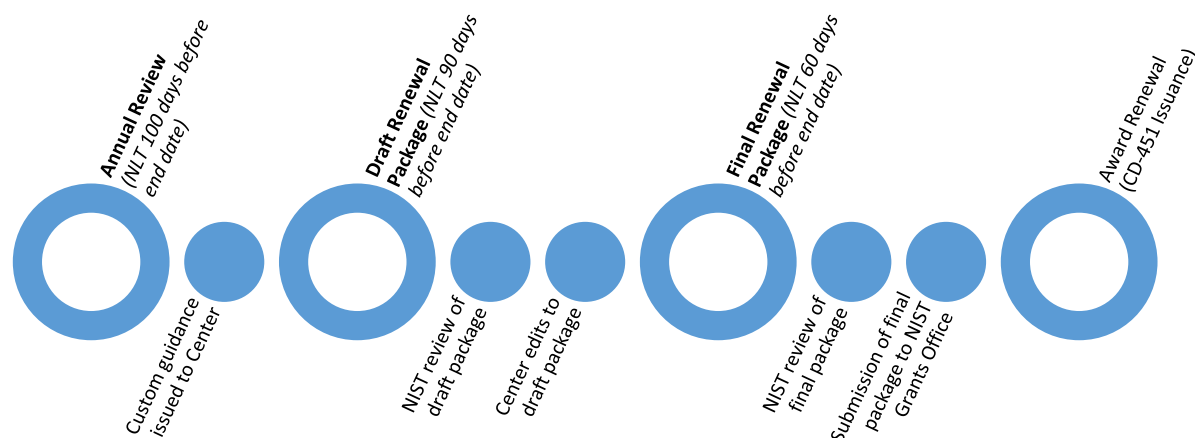 Annual Review
(NLT 100 days before
end date)
Custom guidance
issued to Center
Draft Renewal
Package (NLT 90 days
before end date)
NIST review of
draft package
Center edits to
draft package
Final Renewal
Package (NLT 60 days
before end date)
NIST review of
final package
Submission of final
package to NIST
Grants Office
Award Renewal
(CD-451 Issuance)